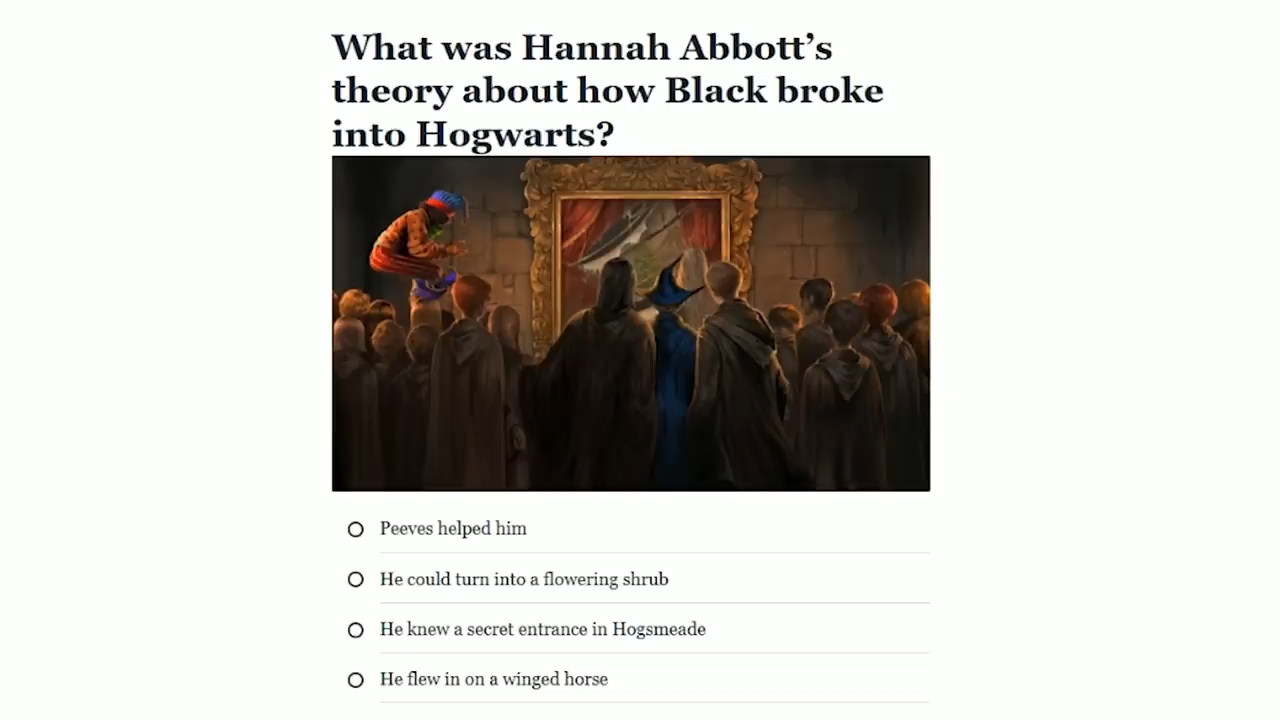 What was Hannah Abbott’s
theory about how Black broke
into Hogwarts?
Peeves helped him
He could turn into a flowering shrub
He knew a secret entrance in Hogsmeade
He flew in on a winged horse